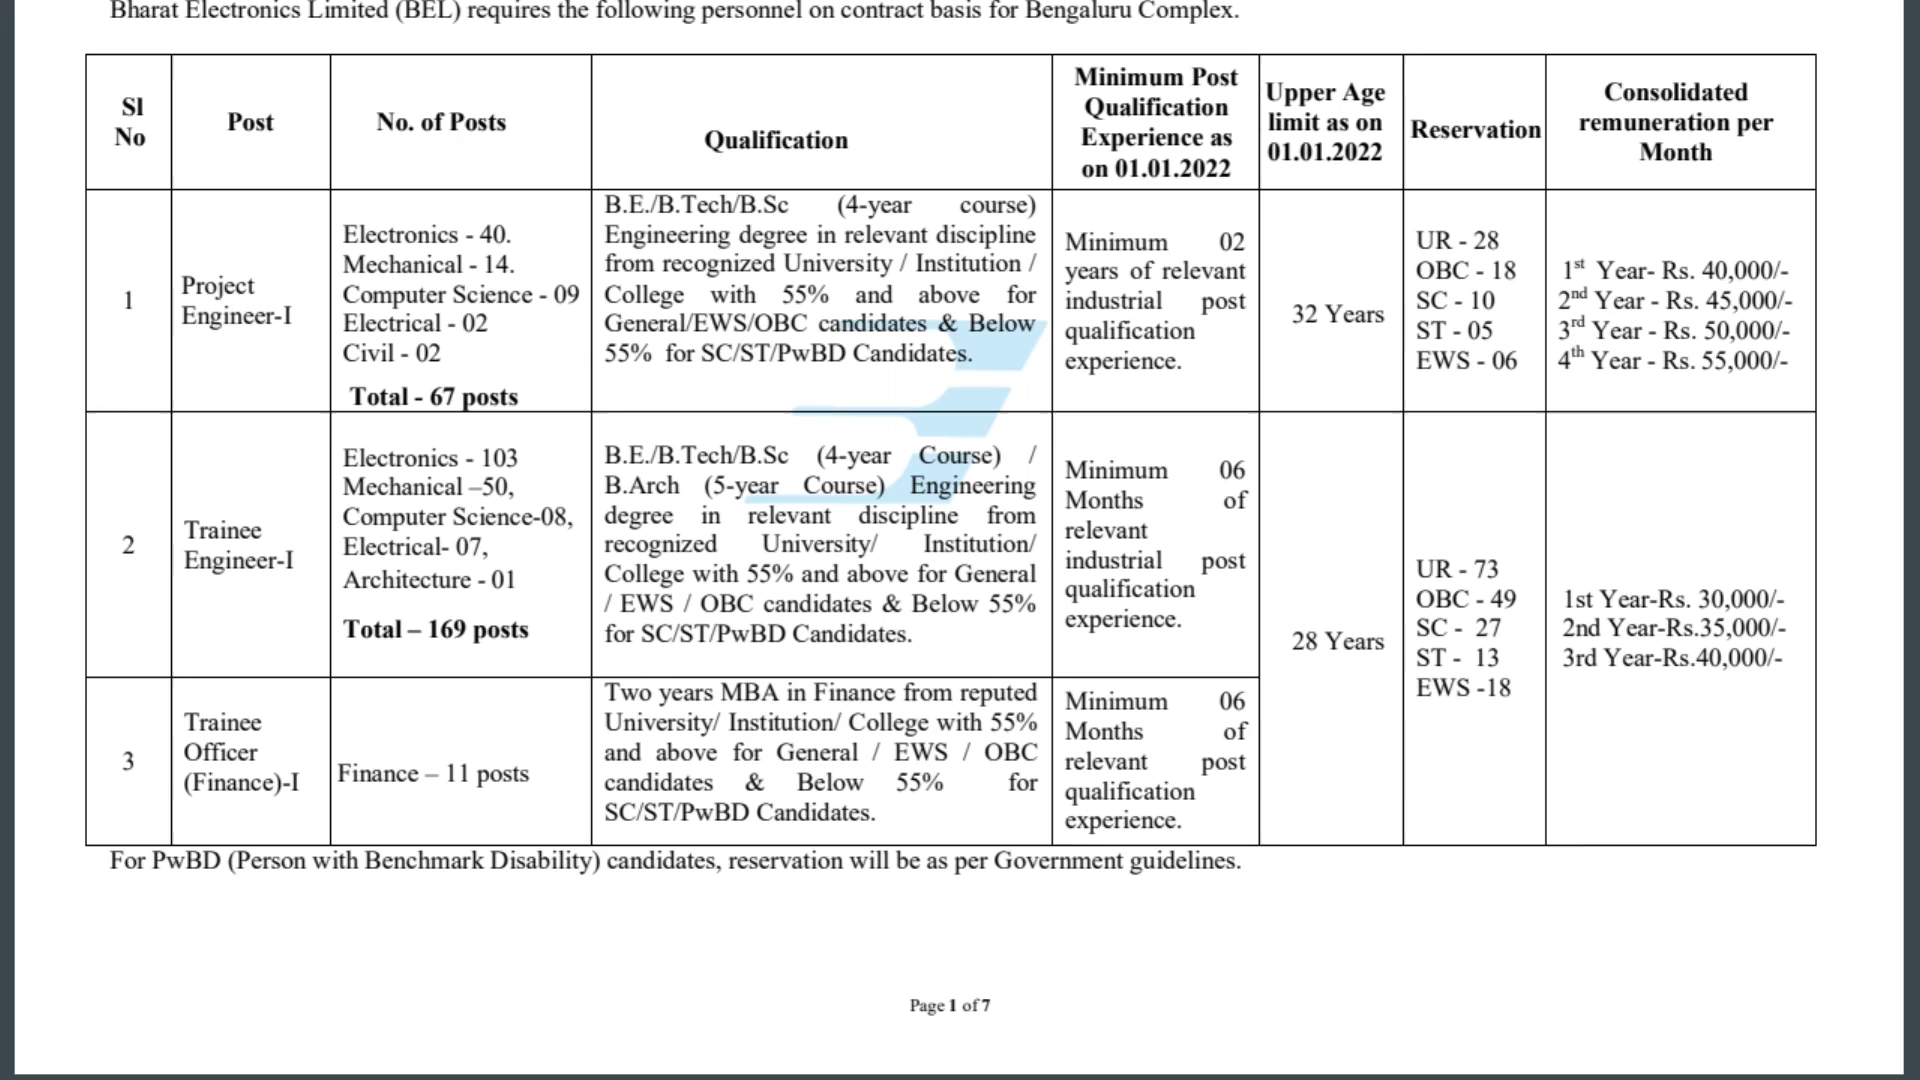 Bharat Electronics Limited (BEL) requires the following personnel on contract basis for Bengaluru Complex.
Sl
No
Post
No. of Posts
Qualification
Minimum Post
Qualification
Experience as
on 01.01.2022
Upper Age
limit as on
01.01.2022
Reservation
Consolidated
remuneration per
Month
1
Project
Engineer-I
Electronics - 40.
Mechanical - 14.
Computer Science - 09
Electrical - 02
Civil - 02
Total - 67 posts
B.E./B.Tech/B.Sc (4-year course)
Engineering degree in relevant discipline
from recognized University / Institution /
College with 55% and above for
General/EWS/OBC candidates & Below
55% for SC/ST/PwBD Candidates.
Minimum 02
years of relevant
industrial post
qualification
experience.
32 Years
UR - 28
OBC - 18
SC - 10
ST - 05
EWS - 06
1st Year- Rs. 40,000/-
2nd Year - Rs. 45,000/-
3rd Year - Rs. 50,000/-
4th Year - Rs. 55,000/-
2
Trainee
Engineer-I
Electronics - 103
Mechanical –50,
Computer Science-08,
Electrical- 07,
Architecture - 01
Total – 169 posts
B.E./B.Tech/B.Sc (4-year Course) /
B.Arch (5-year Course) Engineering
degree in relevant discipline from
recognized University/ Institution/
College with 55% and above for General
/ EWS / OBC candidates & Below 55%
for SC/ST/PwBD Candidates.
Minimum 06
Months of
relevant
industrial post
qualification
experience.
28 Years
UR - 73
OBC - 49
SC - 27
ST - 13
EWS -18
1st Year-Rs. 30,000/-
2nd Year-Rs.35,000/-
3rd Year-Rs.40,000/-
3
Trainee
Officer
(Finance)-I
Finance – 11 posts
Two years MBA in Finance from reputed
University/ Institution/ College with 55%
and above for General / EWS / OBC
candidates & Below 55% for
SC/ST/PwBD Candidates.
Minimum 06
Months of
relevant post
qualification
experience.
For PwBD (Person with Benchmark Disability) candidates, reservation will be as per Government guidelines.
Page 1 of 7